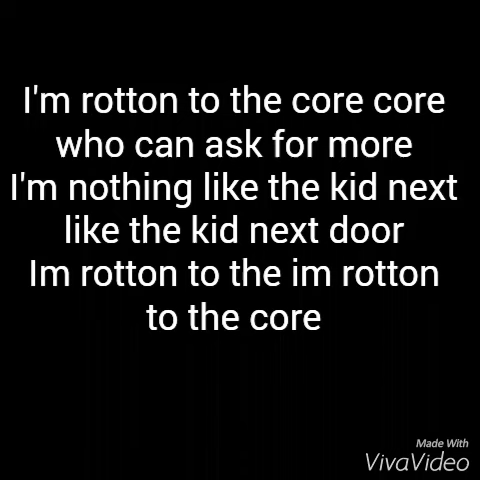 I'm rotton to the core core
who can ask for more
I'm nothing like the kid next
like the kid next door
Im rotton to the im rotton
to the core
Made With
VivaVideo